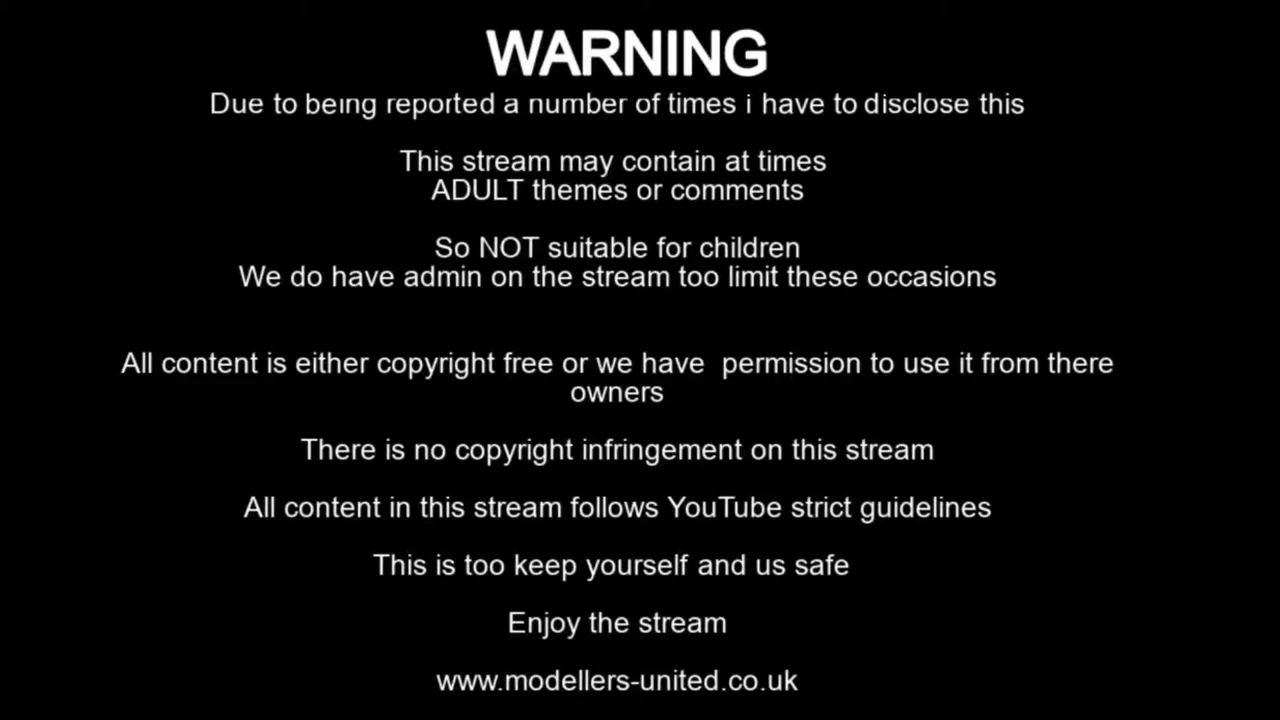 WARNING
Due to being reported a number of times i have to disclose this
This stream may contain at times
ADULT themes or comments
So NOT suitable for children
We do have admin on the stream too limit these occasions
All content is either copyright free or we have  permission to use it from there
owners
There is no copyright infringement on this stream
All content in this stream follows YouTube strict guidelines
This is too keep yourself and us safe
Enjoy the stream
www.modellers-united.co.uk